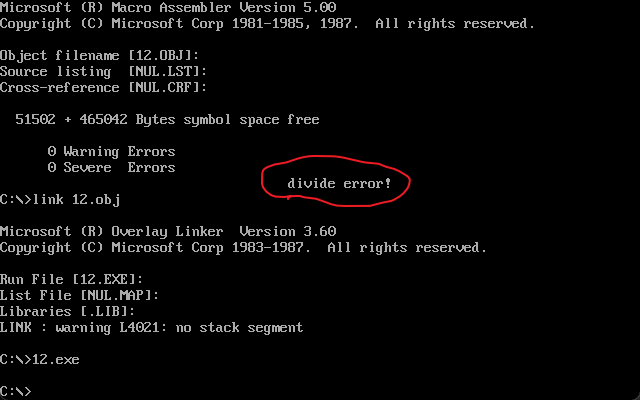 Microsoft (R) Macro Assembler Version 5.00
Copyright (C) Microsoft Corp 1981-1985, 1987.  All rights reserved.
Object filename [12.OBJ]:
Source listing  [NUL.LST]:
Cross-reference [NUL.CRF]:
51502 + 465042 Bytes symbol space free
0 Warning Errors
0 Severe  Errors
divide error!
C:\>link 12.obj
Microsoft (R) Overlay Linker  Version 3.60
Copyright (C) Microsoft Corp 1983-1987.  All rights reserved.
Run File [12.EXE]:
List File [NUL.MAP]:
Libraries [.LIB]:
LINK : warning L4021: no stack segment
C:\>12.exe
C:\>